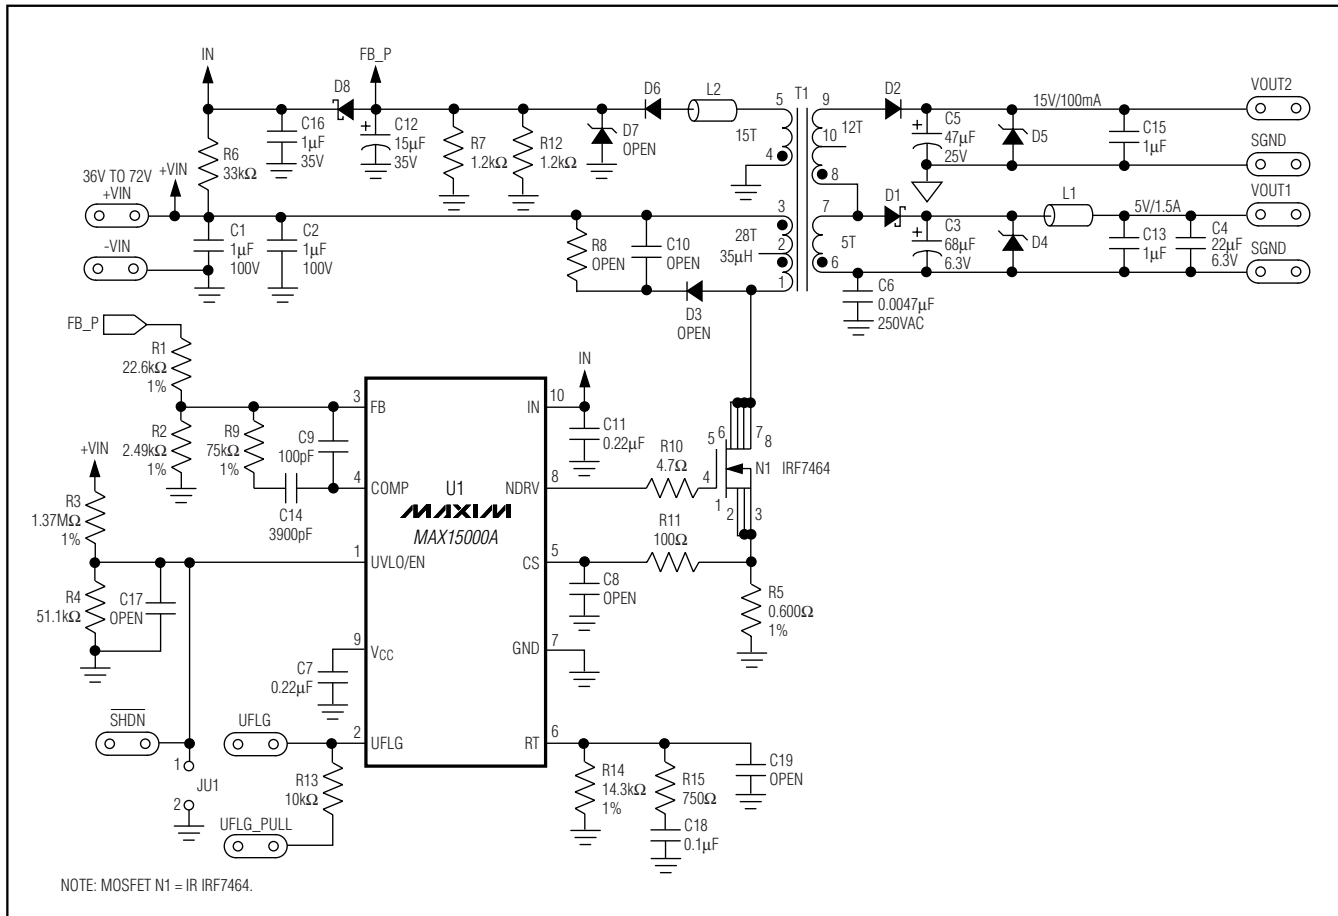 IN
FB_P
D8
C16
1µF
35V
C12
15µF
35V
R7
1.2kΩ
R12
1.2kΩ
D7
OPEN
D6
L2
T1
5
15T
4
9
12T
10
8
D2
C5
47µF
25V
15V/100mA
D5
C15
1µF
VOUT2
SGND
R6
33kΩ
+VIN
36V TO 72V
+VIN
-VIN
C1
1µF
100V
C2
1µF
100V
R8
OPEN
C10
OPEN
D3
OPEN
3
28T
2
35µH
1
7
5T
6
D1
C3
68µF
6.3V
D4
L1
5V/1.5A
C13
1µF
C4
22µF
6.3V
VOUT1
SGND
C6
0.0047µF
250VAC
FB_P
R1
22.6kΩ
1%
R2
2.49kΩ
1%
R9
75kΩ
1%
C9
100pF
C14
3900pF
+VIN
R3
1.37MΩ
1%
R4
51.1kΩ
C17
OPEN
3
FB
4
COMP
1
UVLO/EN
9
VCC
2
UFLG
U1
MAXIM
MAX15000A
IN
10
NDRV
8
CS
5
GND
7
RT
6
IN
C11
0.22µF
R10
4.7Ω
R11
100Ω
C8
OPEN
5
6
7
8
4
N1 IRF7464
1
2
3
R5
0.600Ω
1%
C7
0.22µF
SHDN
UFLG
1
JU1
2
R13
10kΩ
UFLG_PULL
R14
14.3kΩ
1%
R15
750Ω
C18
0.1µF
C19
OPEN
NOTE: MOSFET N1 = IR IRF7464.